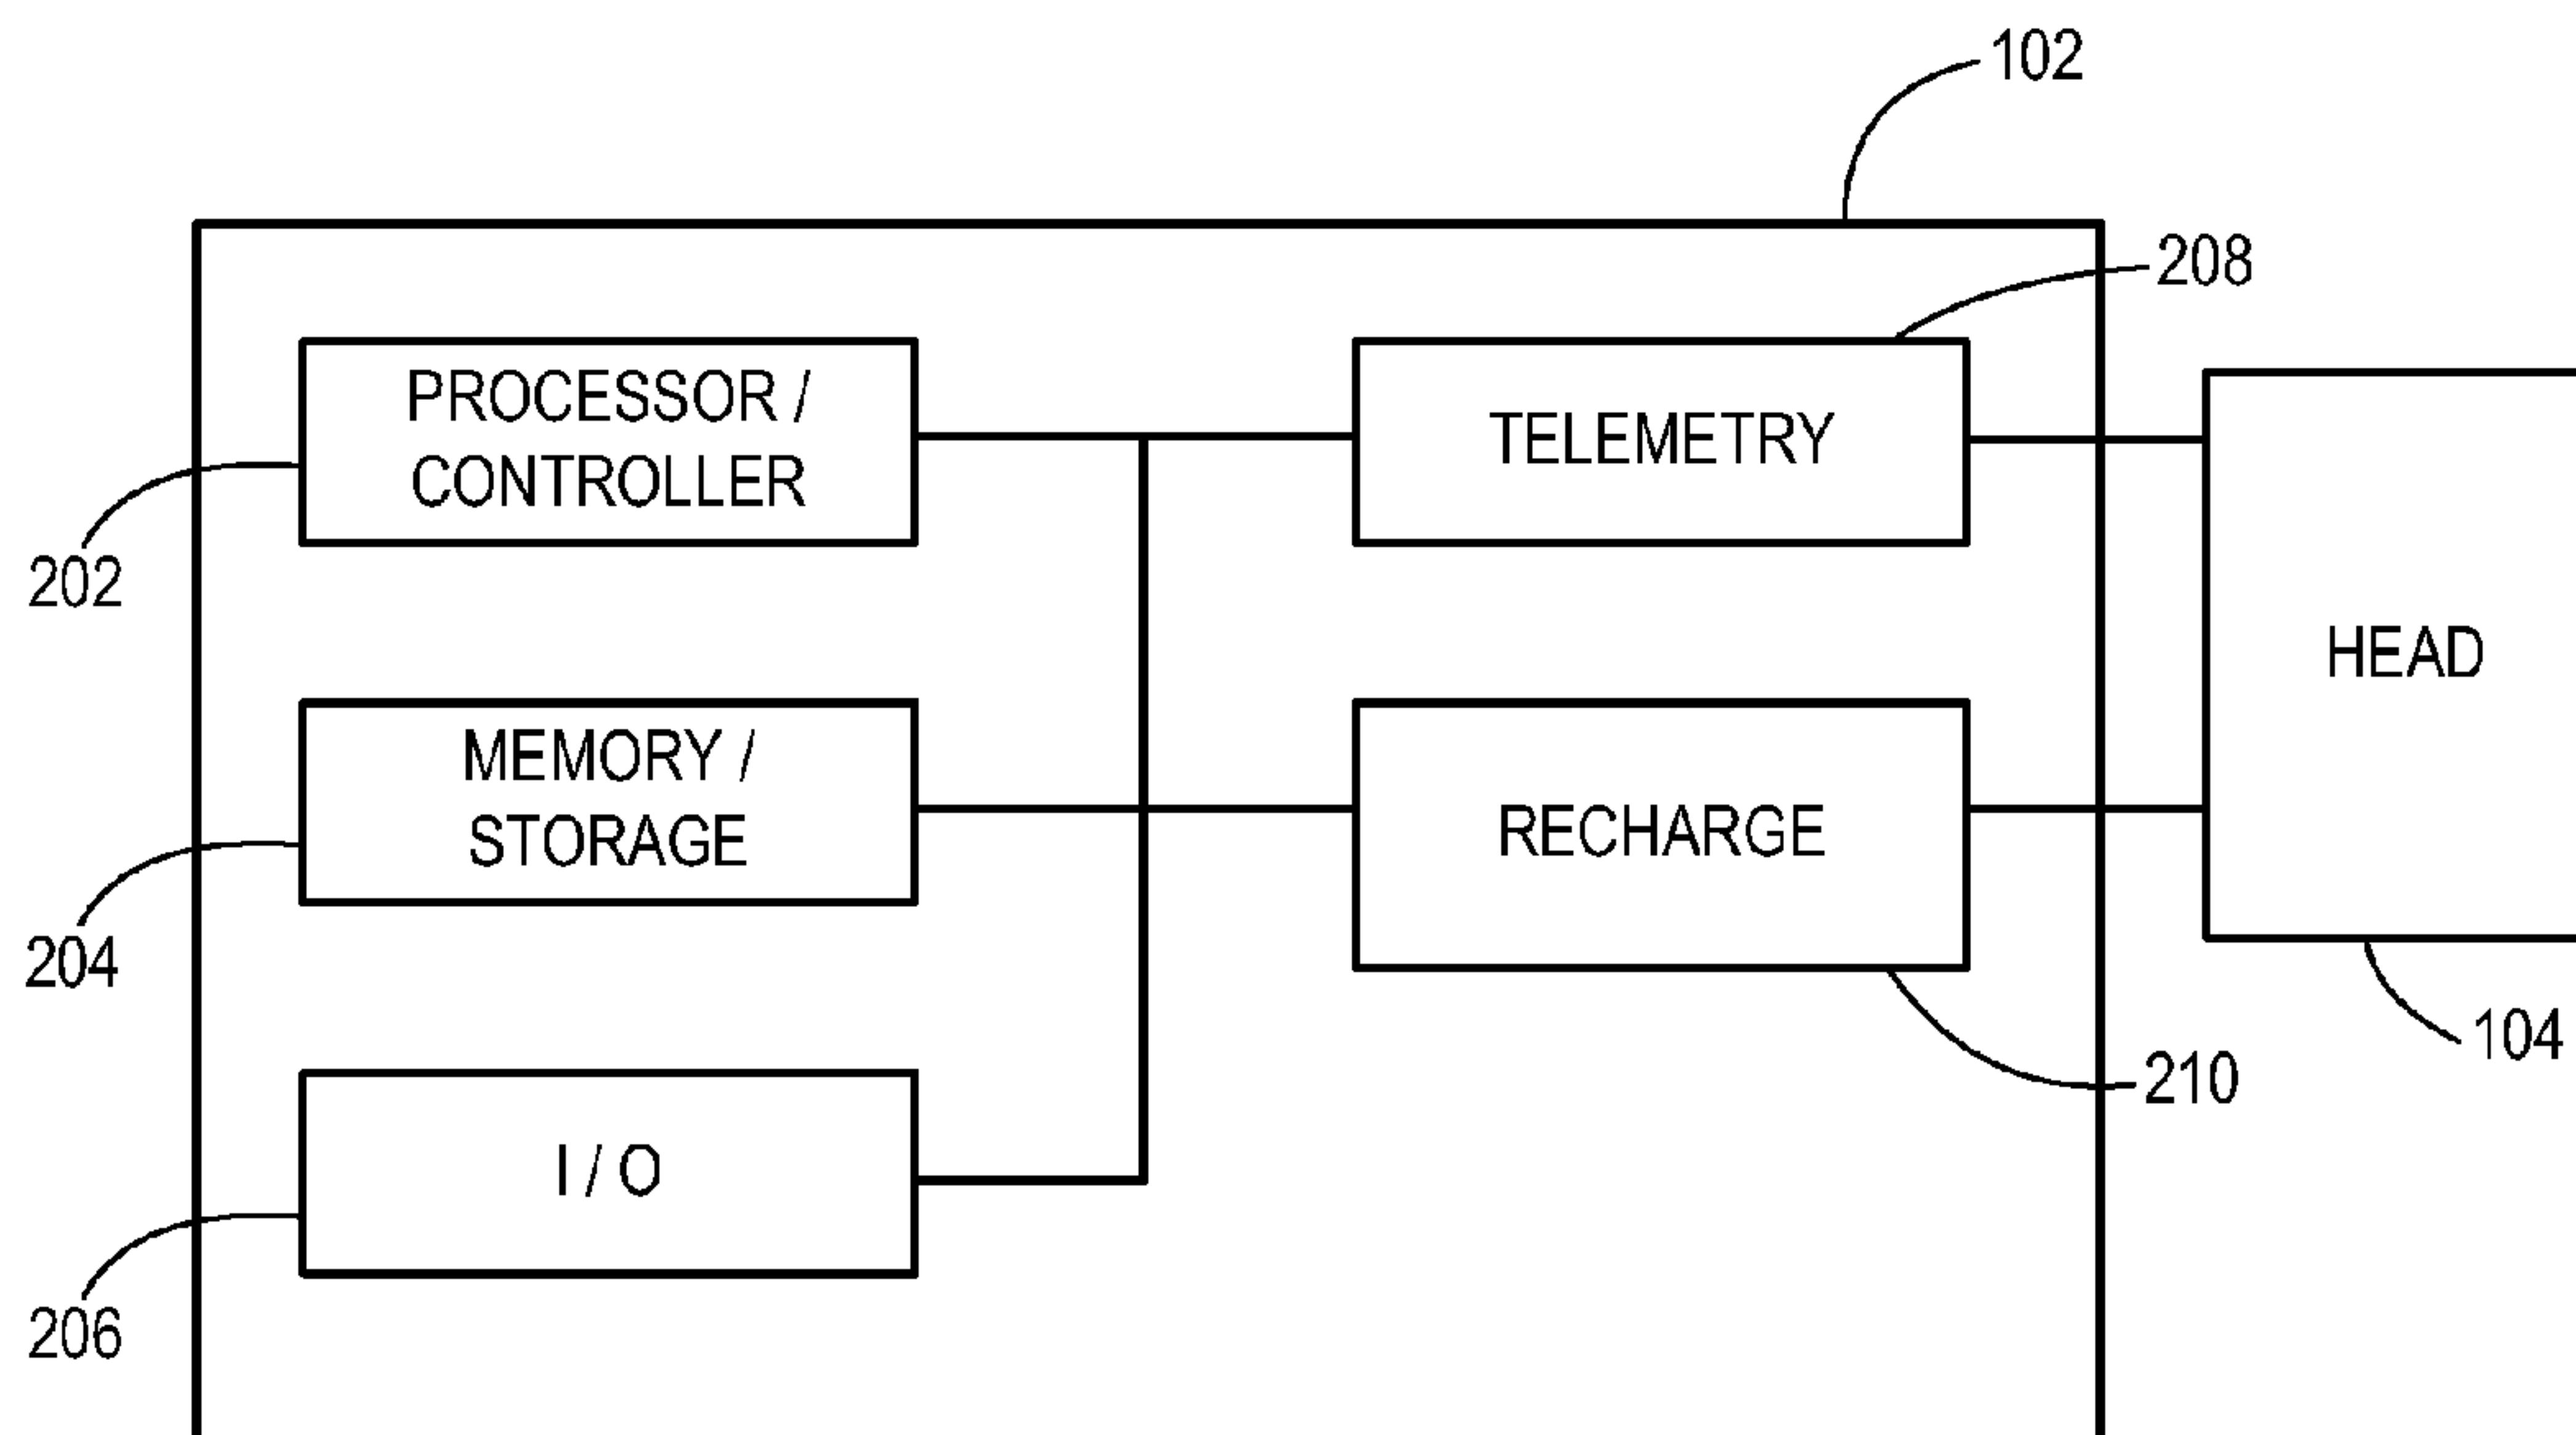 102
208
PROCESSOR /
CONTROLLER
TELEMETRY
202
HEAD
MEMORY /
STORAGE
RECHARGE
204
104
210
I / O
206